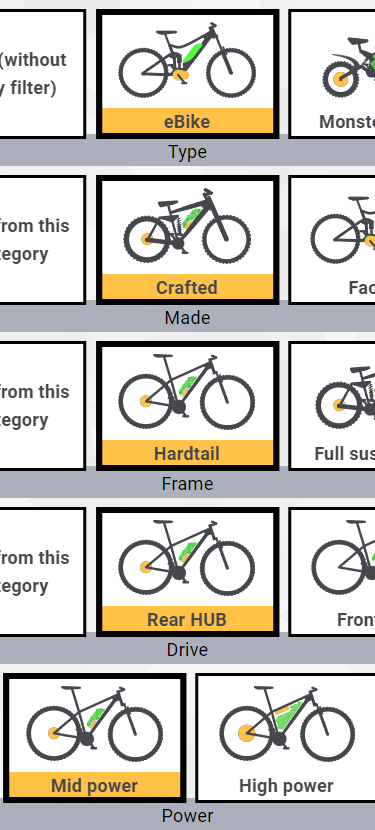 (without
y filter)
eBike
Monste
Type
from this
tegory
Crafted
Fac
Made
from this
tegory
Hardtail
Full sus
Frame
from this
tegory
Rear HUB
Fron
Drive
Mid power
High power
Power